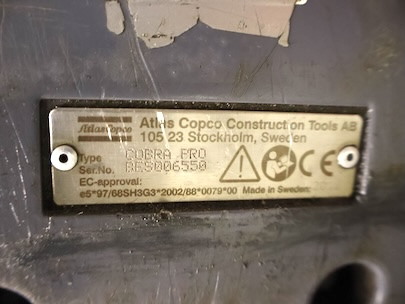 Atlas Copco
Atlas Copco Construction Tools AB
105 23 Stockholm, Sweden
Type COBRA PRO
Ser.No. BES006550
CE
EC-approval:
e5*97/68SH3G3*2002/88*0079*00 Made in Sweden